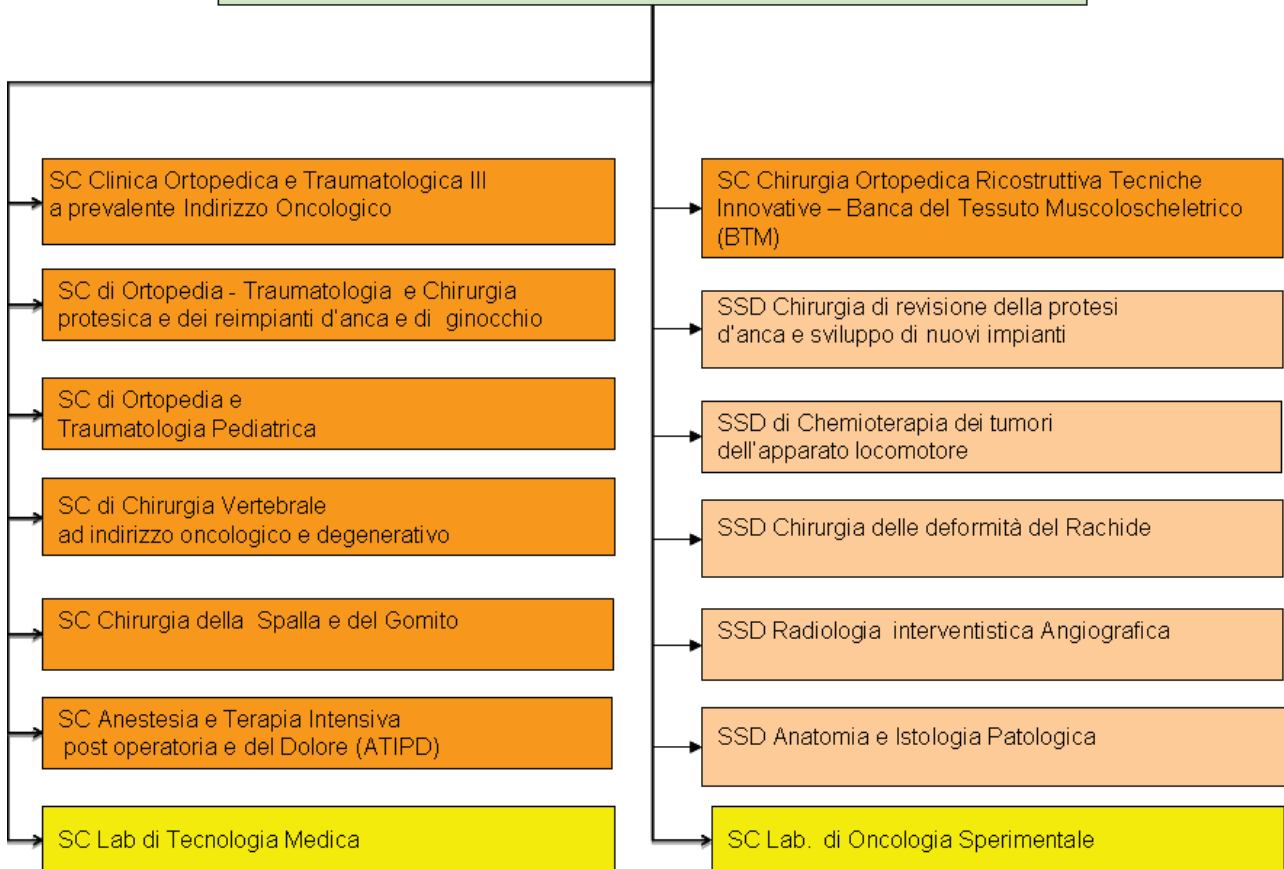 SC Clinica Ortopedica e Traumatologica III
a prevalente Indirizzo Oncologico
SC di Ortopedia - Traumatologia e Chirurgia
protesica e dei reimpianti d'anca e di ginocchio
SC di Ortopedia e
Traumatologia Pediatrica
SC di Chirurgia Vertebrale
ad indirizzo oncologico e degenerativo
SC Chirurgia della Spalla e del Gomito
SC Anestesia e Terapia Intensiva
post operatoria e del Dolore (ATIPD)
SC Lab di Tecnologia Medica
SC Chirurgia Ortopedica Ricostruttiva Tecniche
Innovative – Banca del Tessuto Muscoloscheletrico
(BTM)
SSD Chirurgia di revisione della protesi
d'anca e sviluppo di nuovi impianti
SSD di Chemioterapia dei tumori
dell'apparato locomotore
SSD Chirurgia delle deformità del Rachide
SSD Radiologia interventistica Angiografica
SSD Anatomia e Istologia Patologica
SC Lab. di Oncologia Sperimentale